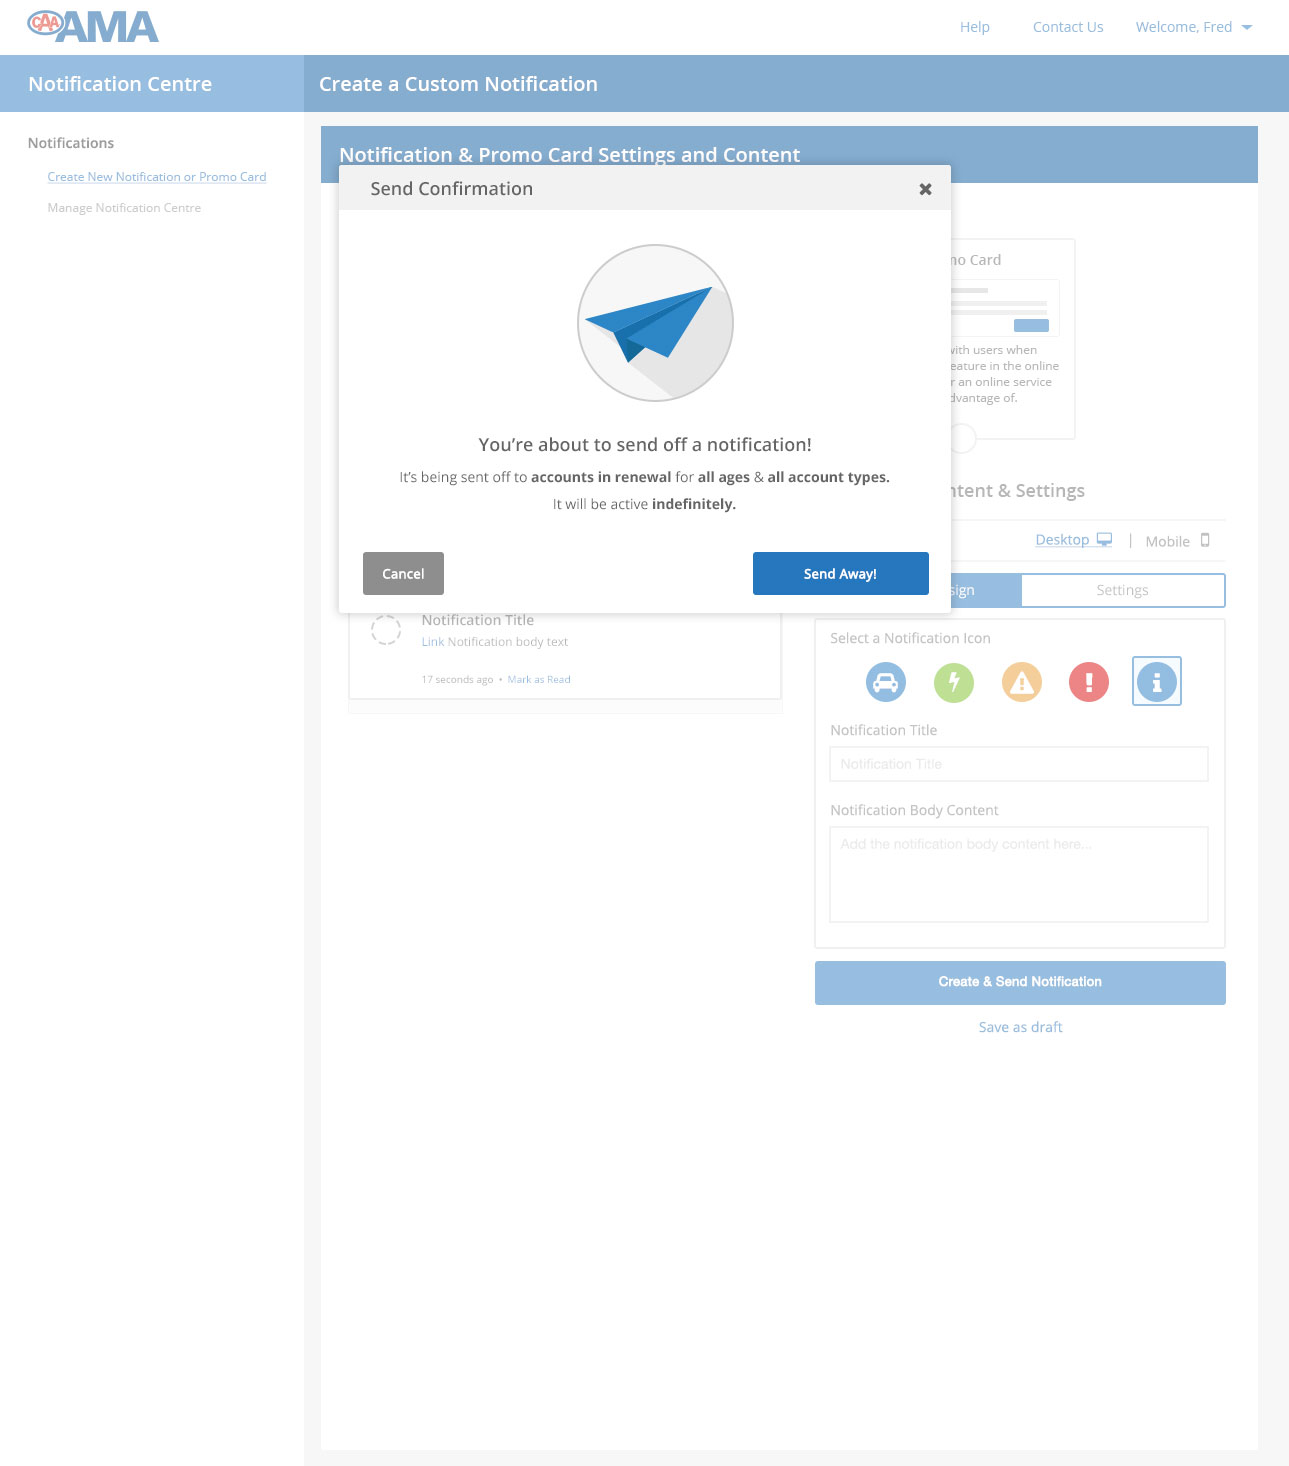 CAA AMA
Help Contact Us Welcome, Fred
Notification Centre
Create a Custom Notification
Notifications
Create New Notification or Promo Card
Manage Notification Centre
Notification & Promo Card Settings and Content
Send Confirmation
You’re about to send off a notification!
It’s being sent off to accounts in renewal for all ages & all account types.
It will be active indefinitely.
Cancel
Send Away!
Card
with users when
eature in the online
r an online service
dvantage of.
ntent & Settings
Desktop | Mobile
sign
Settings
Notification Title
Link Notification body text
17 seconds ago • Mark as Read
Select a Notification Icon
Notification Title
Notification Title
Notification Body Content
Add the notification body content here...
Create & Send Notification
Save as draft